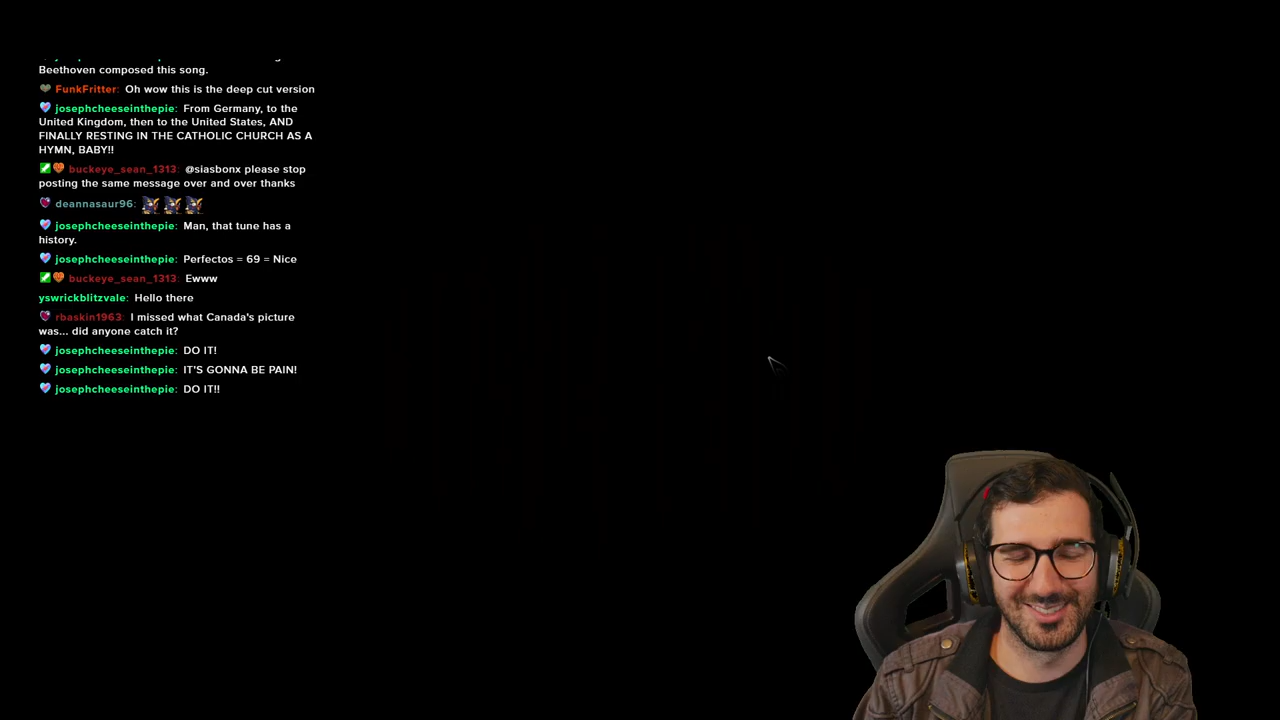 Beethoven composed this song.
FunkFritter: Oh wow this is the deep cut version
josephcheeseinthepie: From Germany, to the
United Kingdom, then to the United States, AND
FINALLY RESTING IN THE CATHOLIC CHURCH AS A
HYMN, BABY!!
buckeye_sean_1313: @siasbonx please stop
posting the same message over and over thanks
deannasaur96:
josephcheeseinthepie: Man, that tune has a
history.
josephcheeseinthepie: Perfectos = 69 = Nice
buckeye_sean_1313: Ewww
yswrickblitzvale: Hello there
rbaskin1963: I missed what Canada's picture
was... did anyone catch it?
josephcheeseinthepie: DO IT!
josephcheeseinthepie: IT'S GONNA BE PAIN!
josephcheeseinthepie: DO IT!!